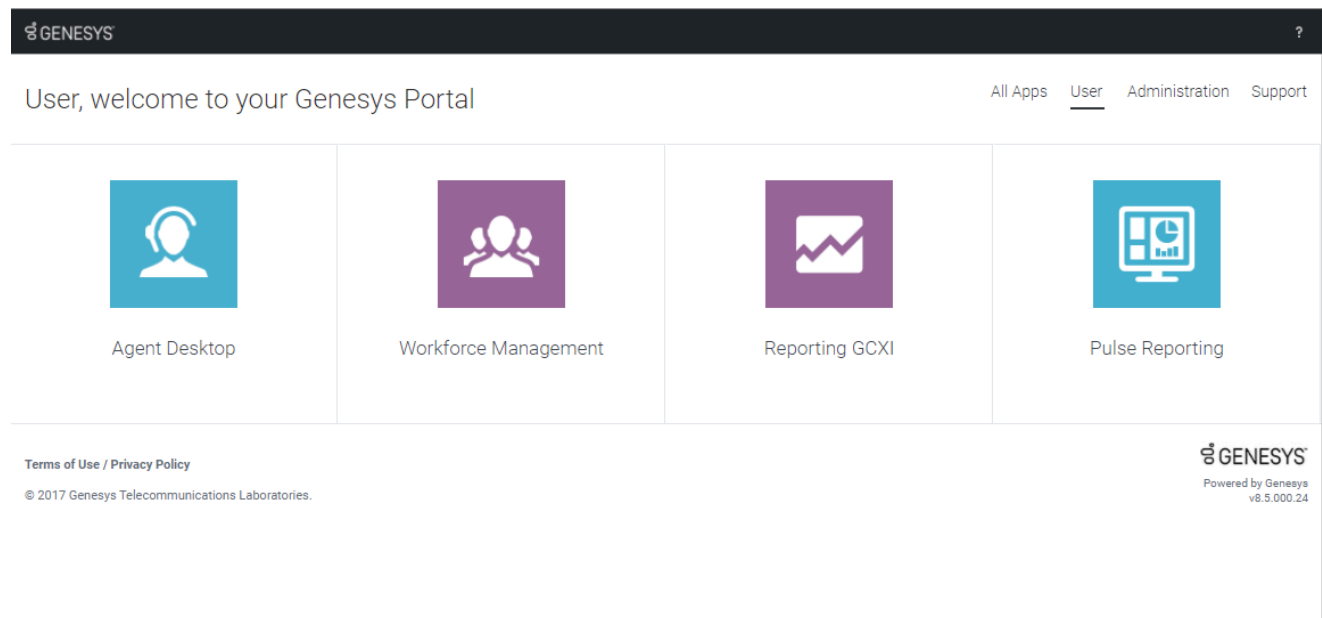 GENESYS
?
User, welcome to your Genesys Portal
All Apps User Administration Support
Agent Desktop
Workforce Management
Reporting GCXI
Pulse Reporting
Terms of Use / Privacy Policy
© 2017 Genesys Telecommunications Laboratories.
GENESYS™
Powered by Genesys
v8.5.000.24